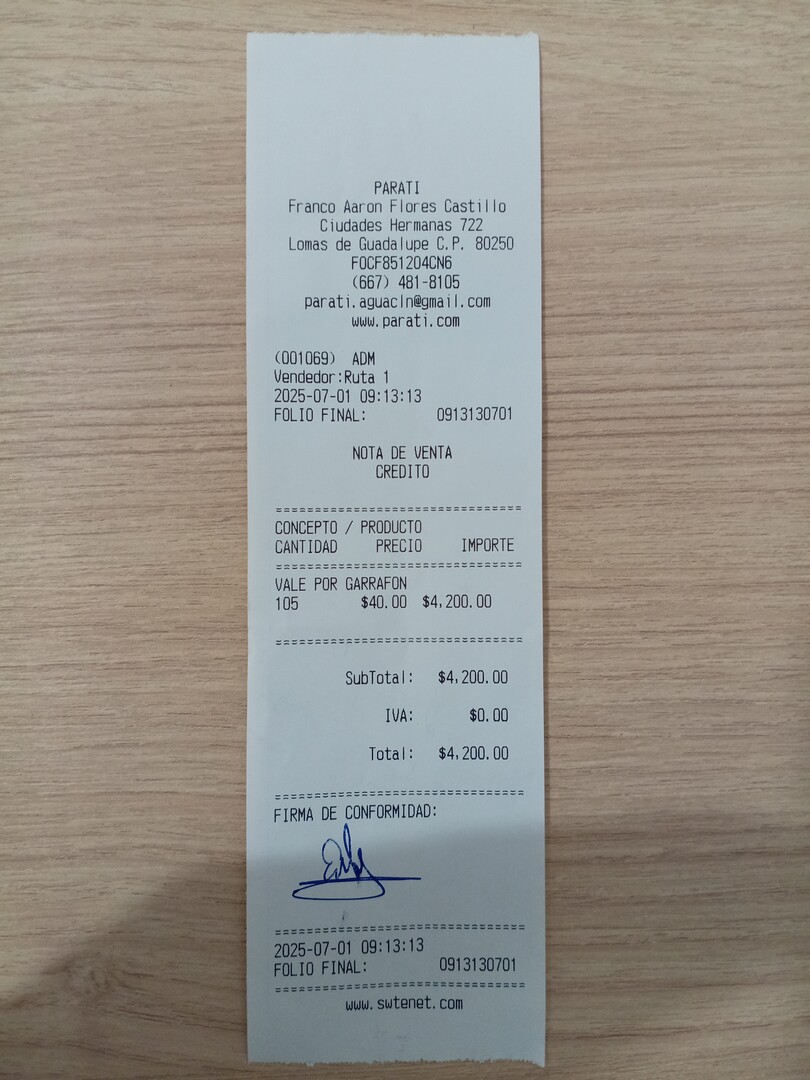 PARATI
Franco Aaron Flores Castillo
Ciudades Hermanas 722
Lomas de Guadalupe C.P. 80250
FOCF851204CN6
(667) 481-8105
parati.aguacln@gmail.com
www.parati.com
(001069) ADM
Vendedor:Ruta 1
2025-07-01 09:13:13
FOLIO FINAL: 0913130701
NOTA DE VENTA
CREDITO
===============================
CONCEPTO / PRODUCTO
CANTIDAD PRECIO IMPORTE
===============================
VALE POR GARRAFON
105 $40.00 $4,200.00
===============================
SubTotal: $4,200.00
IVA: $0.00
Total: $4,200.00
===============================
FIRMA DE CONFORMIDAD:
===============================
2025-07-01 09:13:13
FOLIO FINAL: 0913130701
===============================
www.swtenet.com